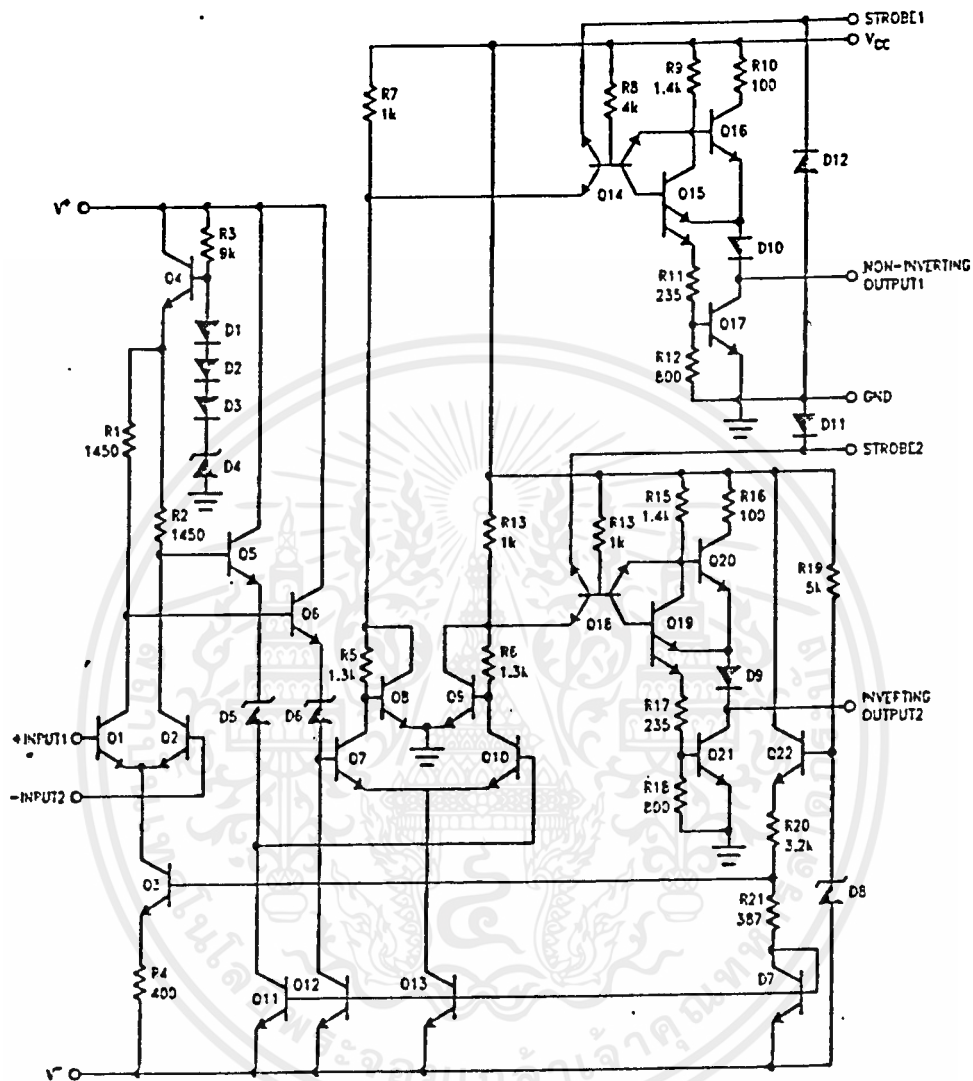 STROBE1
VCC
R7
1k
R8
4k
R9
1.4k
R10
100
Q16
Q14
Q15
D12
D10
NON-INVERTING
OUTPUT1
R11
235
Q17
R12
800
GND
D11
STROBE2
V+
R3
9k
Q4
D1
D2
D3
D4
R1
1450
R2
1450
Q5
Q6
R13
1k
R13
1k
R15
1.4k
R16
100
Q20
R19
5k
Q18
Q19
D9
INVERTING
OUTPUT2
R5
1.3k
R6
1.3k
Q8
Q9
D5
D6
R17
235
Q21
Q22
R18
800
+INPUT1
Q1
Q2
-INPUT2
Q7
Q10
R20
3.2k
Q3
R21
387
D8
R4
400
Q11
Q12
Q13
D7
V-